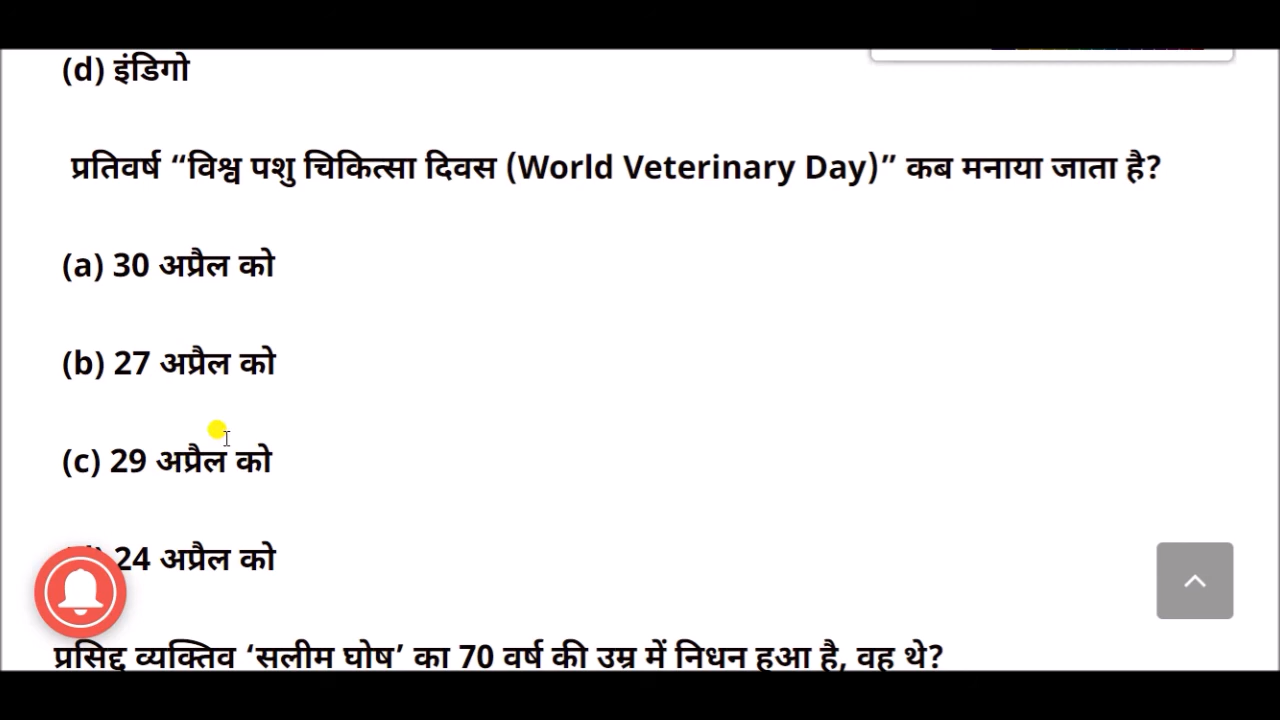 (d) इंडिगो
प्रतिवर्ष “विश्व पशु चिकित्सा दिवस (World Veterinary Day)” कब मनाया जाता है?
(a) 30 अप्रैल को
(b) 27 अप्रैल को
(c) 29 अप्रैल को
24 अप्रैल को
प्रसिद्द व्यक्तिव ‘सलीम घोष’ का 70 वर्ष की उम्र में निधन हुआ है, वह थे?